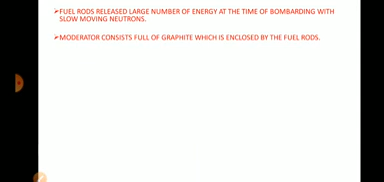 ➤FUEL RODS RELEASED LARGE NUMBER OF ENERGY AT THE TIME OF BOMBARDING WITH
SLOW MOVING NEUTRONS.
➤MODERATOR CONSISTS FULL OF GRAPHITE WHICH IS ENCLOSED BY THE FUEL RODS.